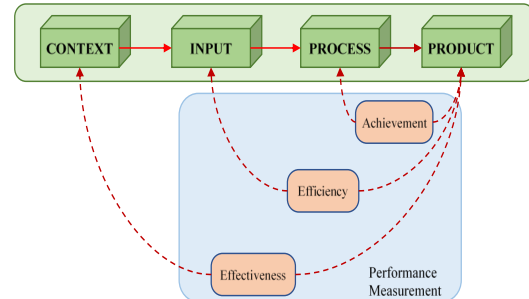 CONTEXT
INPUT
PROCESS
PRODUCT
Achievement
Efficiency
Effectiveness
Performance
Measurement